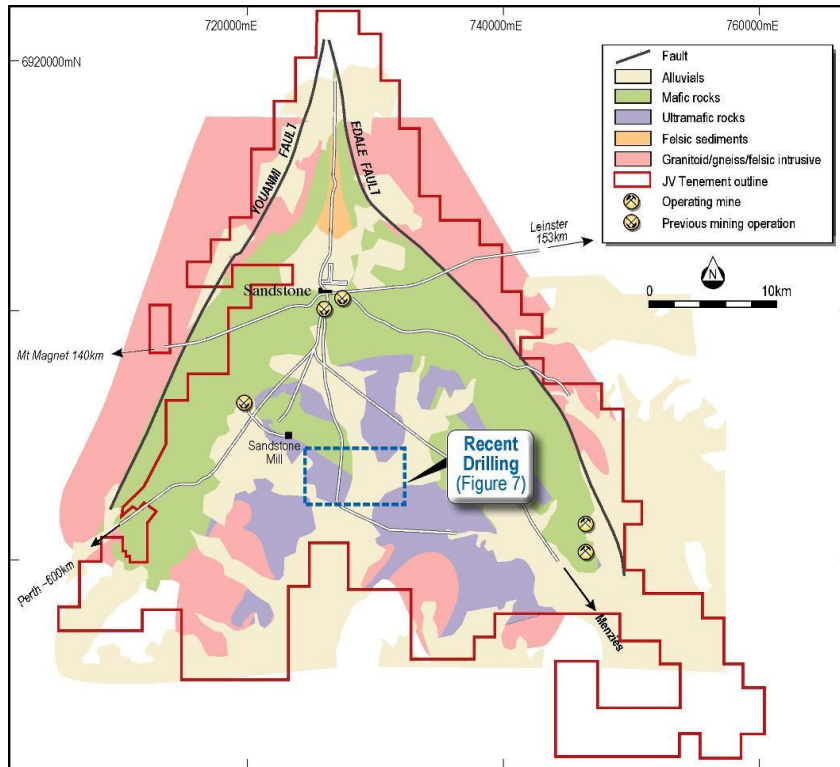 720000mE
740000mE
760000mE
6920000mN
Fault
Alluvials
Mafic rocks
Ultramafic rocks
Felsic sediments
Granitoid/gneiss/felsic intrusive
JV Tenement outline
Operating mine
Previous mining operation
YOUANMI FAULT
EDALE FAULT
Leinster
153km
N
0
10km
Sandstone
Mt Magnet 140km
Sandstone
Mill
Recent
Drilling
(Figure 7)
Perth ~600km
Menzies